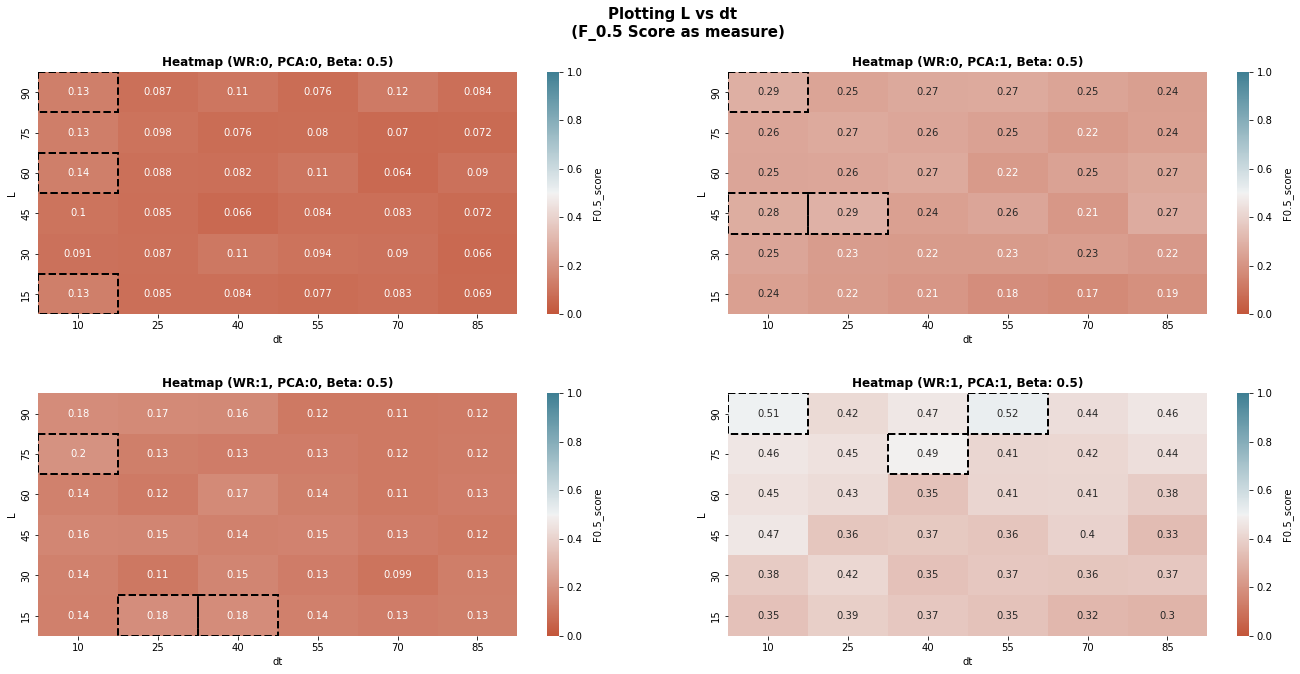 Plotting L vs dt
(F_0.5 Score as measure)
Heatmap (WR:0, PCA:0, Beta: 0.5)
L
90 0.13 0.087 0.11 0.076 0.12 0.084
75 0.13 0.098 0.076 0.08 0.07 0.072
60 0.14 0.088 0.082 0.11 0.064 0.09
45 0.1 0.085 0.066 0.084 0.083 0.072
30 0.091 0.087 0.11 0.094 0.09 0.066
15 0.13 0.085 0.084 0.077 0.083 0.069
10 25 40 55 70 85
dt
1.0
0.8
0.6
0.4
0.2
0.0
F0.5_score
Heatmap (WR:0, PCA:1, Beta: 0.5)
L
90 0.29 0.25 0.27 0.27 0.25 0.24
75 0.26 0.27 0.26 0.25 0.22 0.24
60 0.25 0.26 0.27 0.22 0.25 0.27
45 0.28 0.29 0.24 0.26 0.21 0.27
30 0.25 0.23 0.22 0.23 0.23 0.22
15 0.24 0.22 0.21 0.18 0.17 0.19
10 25 40 55 70 85
dt
1.0
0.8
0.6
0.4
0.2
0.0
F0.5_score
Heatmap (WR:1, PCA:0, Beta: 0.5)
L
90 0.18 0.17 0.16 0.12 0.11 0.12
75 0.2 0.13 0.13 0.13 0.12 0.12
60 0.14 0.12 0.17 0.14 0.11 0.13
45 0.16 0.15 0.14 0.15 0.13 0.12
30 0.14 0.11 0.15 0.13 0.099 0.13
15 0.14 0.18 0.18 0.14 0.13 0.13
10 25 40 55 70 85
dt
1.0
0.8
0.6
0.4
0.2
0.0
F0.5_score
Heatmap (WR:1, PCA:1, Beta: 0.5)
L
90 0.51 0.42 0.47 0.52 0.44 0.46
75 0.46 0.45 0.49 0.41 0.42 0.44
60 0.45 0.43 0.35 0.41 0.41 0.38
45 0.47 0.36 0.37 0.36 0.4 0.33
30 0.38 0.42 0.35 0.37 0.36 0.37
15 0.35 0.39 0.37 0.35 0.32 0.3
10 25 40 55 70 85
dt
1.0
0.8
0.6
0.4
0.2
0.0
F0.5_score